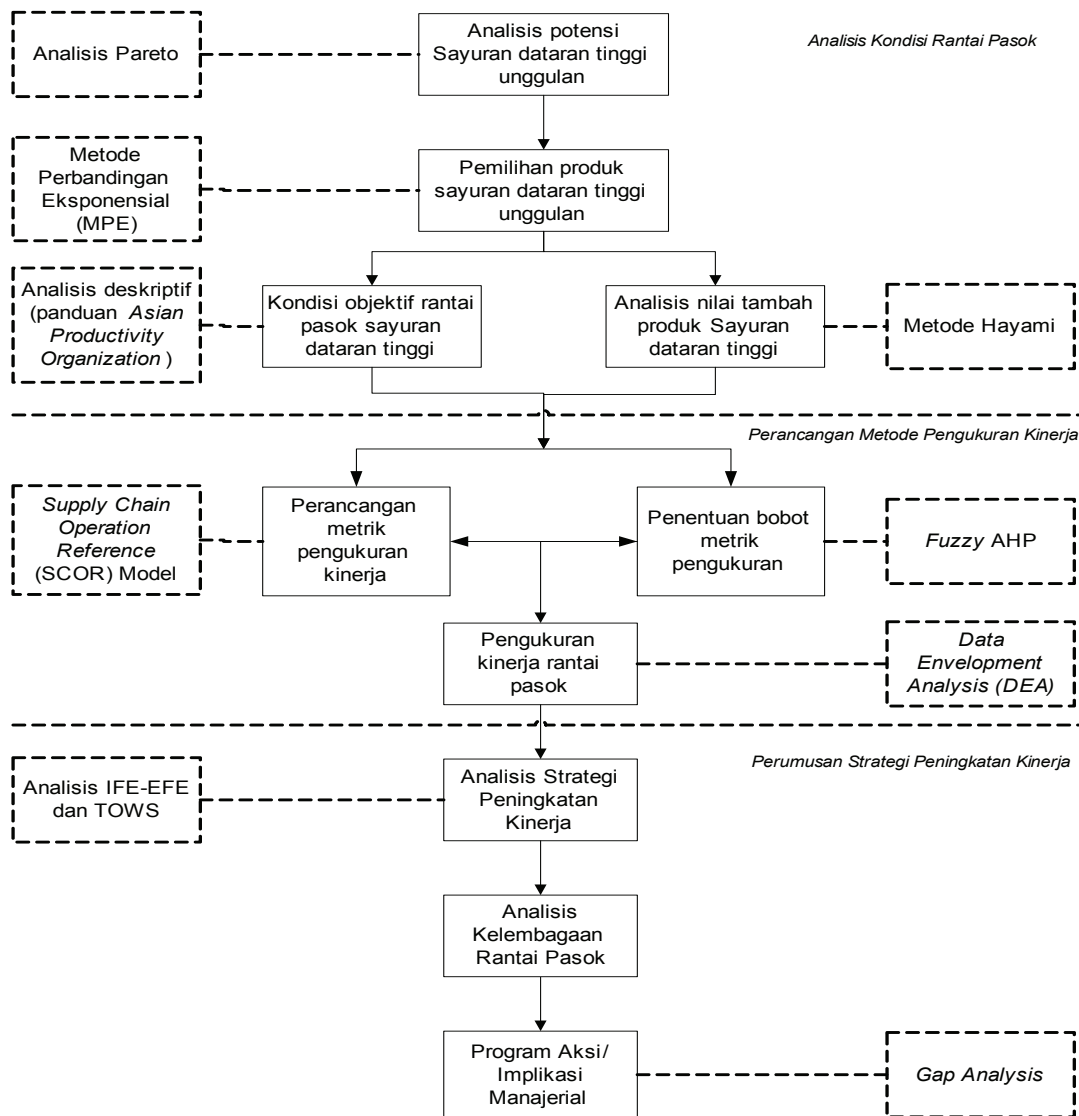 Analisis Pareto
Analisis potensi
Sayuran dataran tinggi
unggulan
Analisis Kondisi Rantai Pasok
Metode
Perbandingan
Eksponensial
(MPE)
Pemilihan produk
sayuran dataran tinggi
unggulan
Analisis deskriptif
(panduan Asian
Productivity
Organization )
Kondisi objektif rantai
pasok sayuran
dataran tinggi
Analisis nilai tambah
produk Sayuran
dataran tinggi
Metode Hayami
Perancangan Metode Pengukuran Kinerja
Supply Chain
Operation
Reference
(SCOR) Model
Perancangan
metrik
pengukuran
kinerja
Penentuan bobot
metrik
pengukuran
Fuzzy AHP
Pengukuran
kinerja rantai
pasok
Data
Envelopment
Analysis (DEA)
Perumusan Strategi Peningkatan Kinerja
Analisis IFE-EFE
dan TOWS
Analisis Strategi
Peningkatan
Kinerja
Analisis
Kelembagaan
Rantai Pasok
Program Aksi/
Implikasi
Manajerial
Gap Analysis